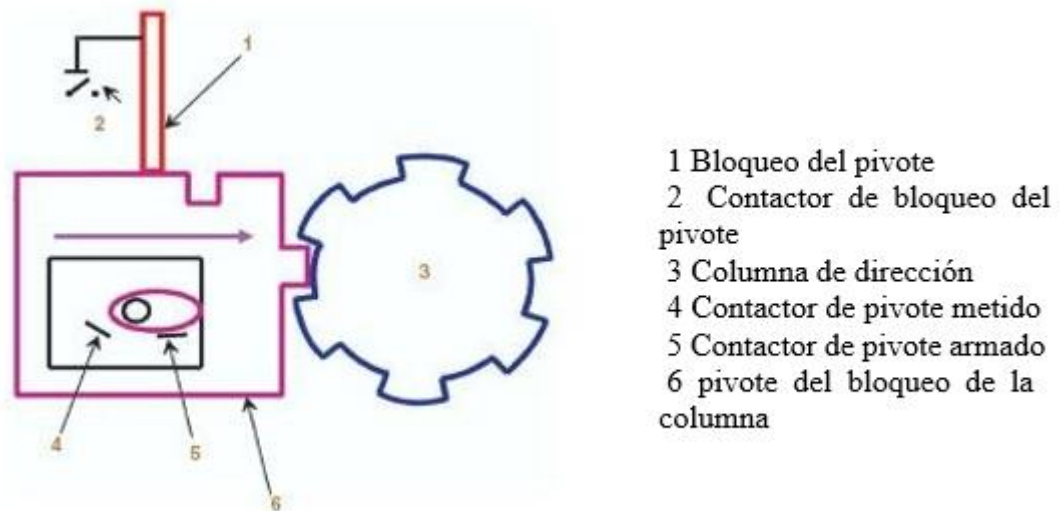 1
2
3
4
5
6
1 Bloqueo del pivote
2 Contactor de bloqueo del
pivote
3 Columna de dirección
4 Contactor de pivote metido
5 Contactor de pivote armado
6 pivote del bloqueo de la
columna